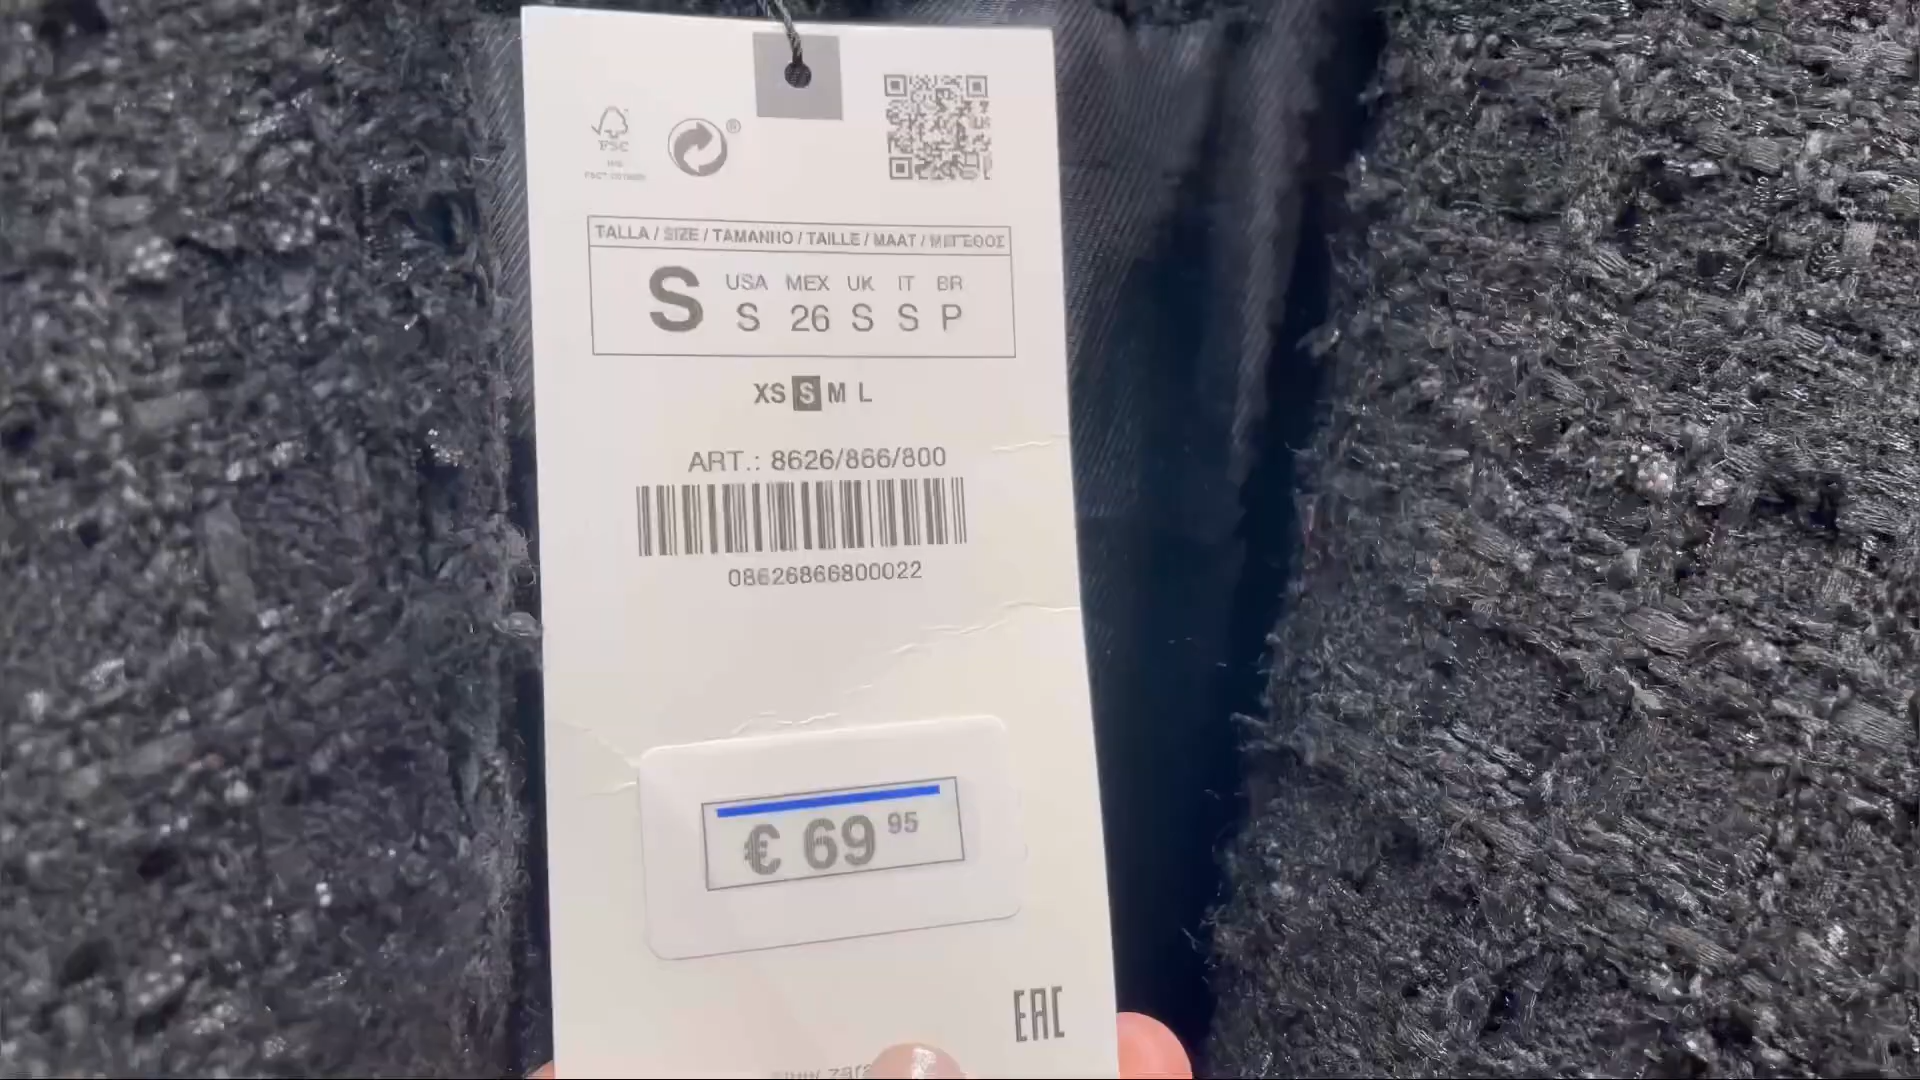 FSC
®
TALLA / SIZE / TAMANHO / TAILLE / MAAT / ΜΕΓΕΘΟΣ
USA MEX UK IT BR
S S 26 S S P
XS S M L
ART.: 8626/866/800
08626866800022
€ 69 95
EAC